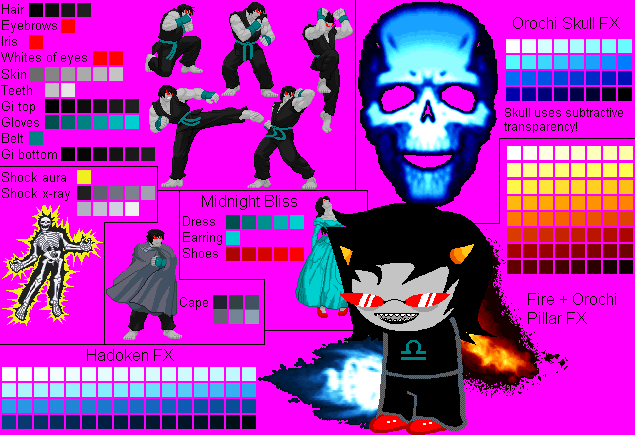 Hair
Eyebrows
Iris
Whites of eyes
Skin
Teeth
Gi top
Gloves
Belt
Gi bottom
Shock aura
Shock x-ray
Midnight Bliss
Dress
Earring
Shoes
Cape
Hadoken FX
Orochi Skull FX
Skull uses subtractive
transparency!
Fire + Orochi
Pillar FX